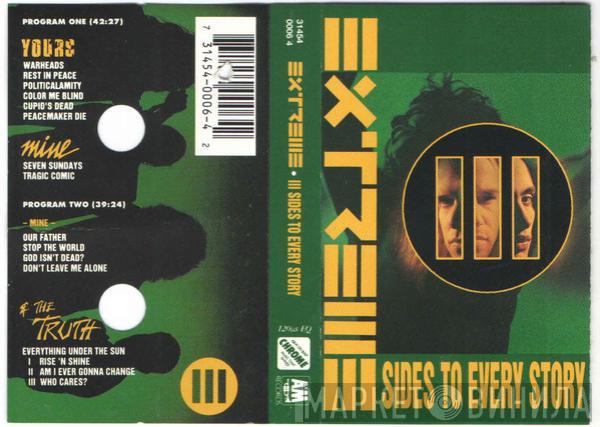 PROGRAM ONE (42:27)
YOURS
WARHEADS
REST IN PEACE
POLITICALAMITY
COLOR ME BLIND
CUPID'S DEAD
PEACEMAKER DIE
mine
SEVEN SUNDAYS
TRAGIC COMIC
PROGRAM TWO (39:24)
– MINE –
OUR FATHER
STOP THE WORLD
GOD ISN'T DEAD?
DON'T LEAVE ME ALONE
& THE
TRUTH
EVERYTHING UNDER THE SUN
I RISE 'N SHINE
II AM I EVER GONNA CHANGE
III WHO CARES?
III
7 31454-0006-4 2
31454
0006 4
EXTREME • III SIDES TO EVERY STORY
120us EQ
CHROME
A&M
RECORDS
EXTREME
III
SIDES TO EVERY STORY
МАРКЕТ ВИНИЛА